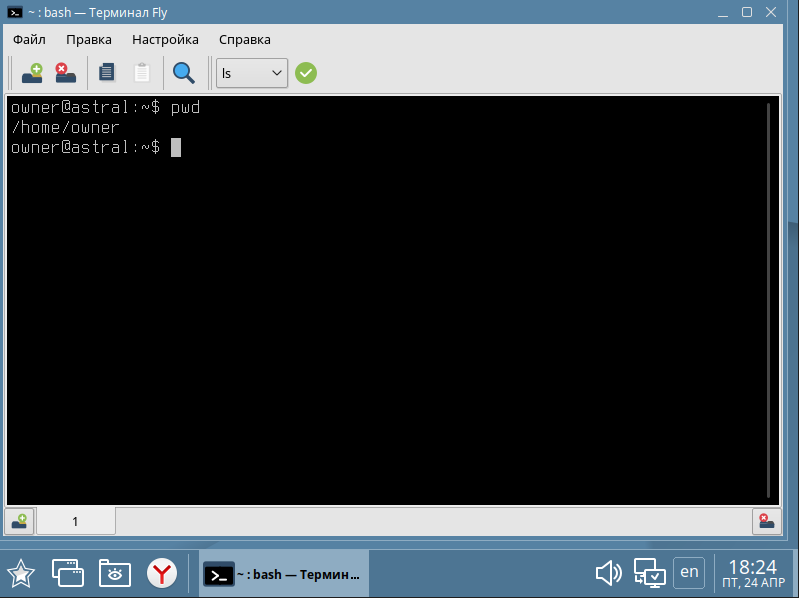 ~ : bash — Терминал Fly
Файл Правка Настройка Справка
ls
owner@astral:~$ pwd
/home/owner
owner@astral:~$
1
~ : bash — Термин...
en
18:24
ПТ, 24 АПР